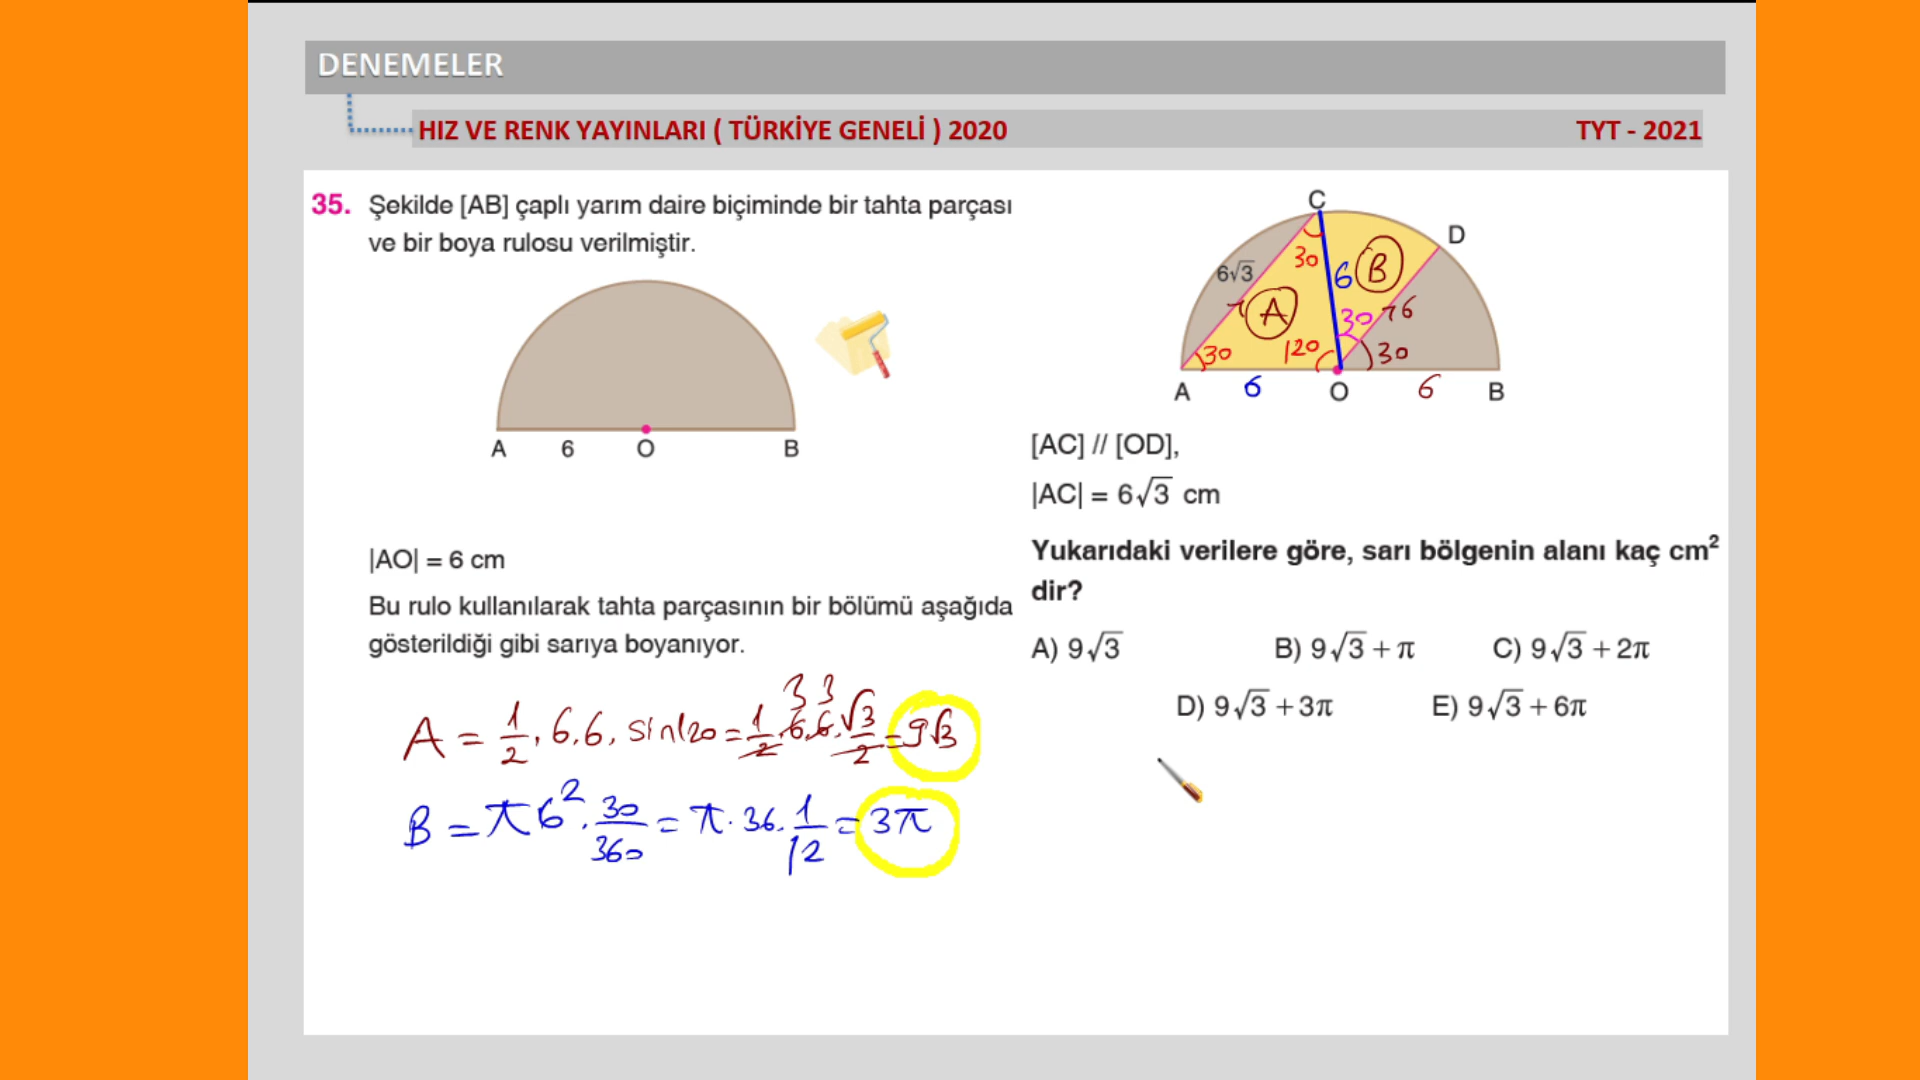 DENEMELER
HIZ VE RENK YAYINLARI ( TÜRKİYE GENELİ ) 2020
TYT - 2021
35. Şekilde [AB] çaplı yarım daire biçiminde bir tahta parçası
ve bir boya rulosu verilmiştir.
A 6 O B
|AO| = 6 cm
Bu rulo kullanılarak tahta parçasının bir bölümü aşağıda
gösterildiği gibi sarıya boyanıyor.
A = 1/2 . 6.6. sin120 = 1/2 .6.6. √3/2 = 9√3
3 3
B = π6² . 30/360 = π. 36. 1/12 = 3π
C
D
6√3 30 6 B
A 30 6
30 120 30
A 6 O 6 B
[AC] // [OD],
|AC| = 6√3 cm
Yukarıdaki verilere göre, sarı bölgenin alanı kaç cm²
dir?
A) 9√3 B) 9√3 + π C) 9√3 + 2π
D) 9√3 + 3π E) 9√3 + 6π